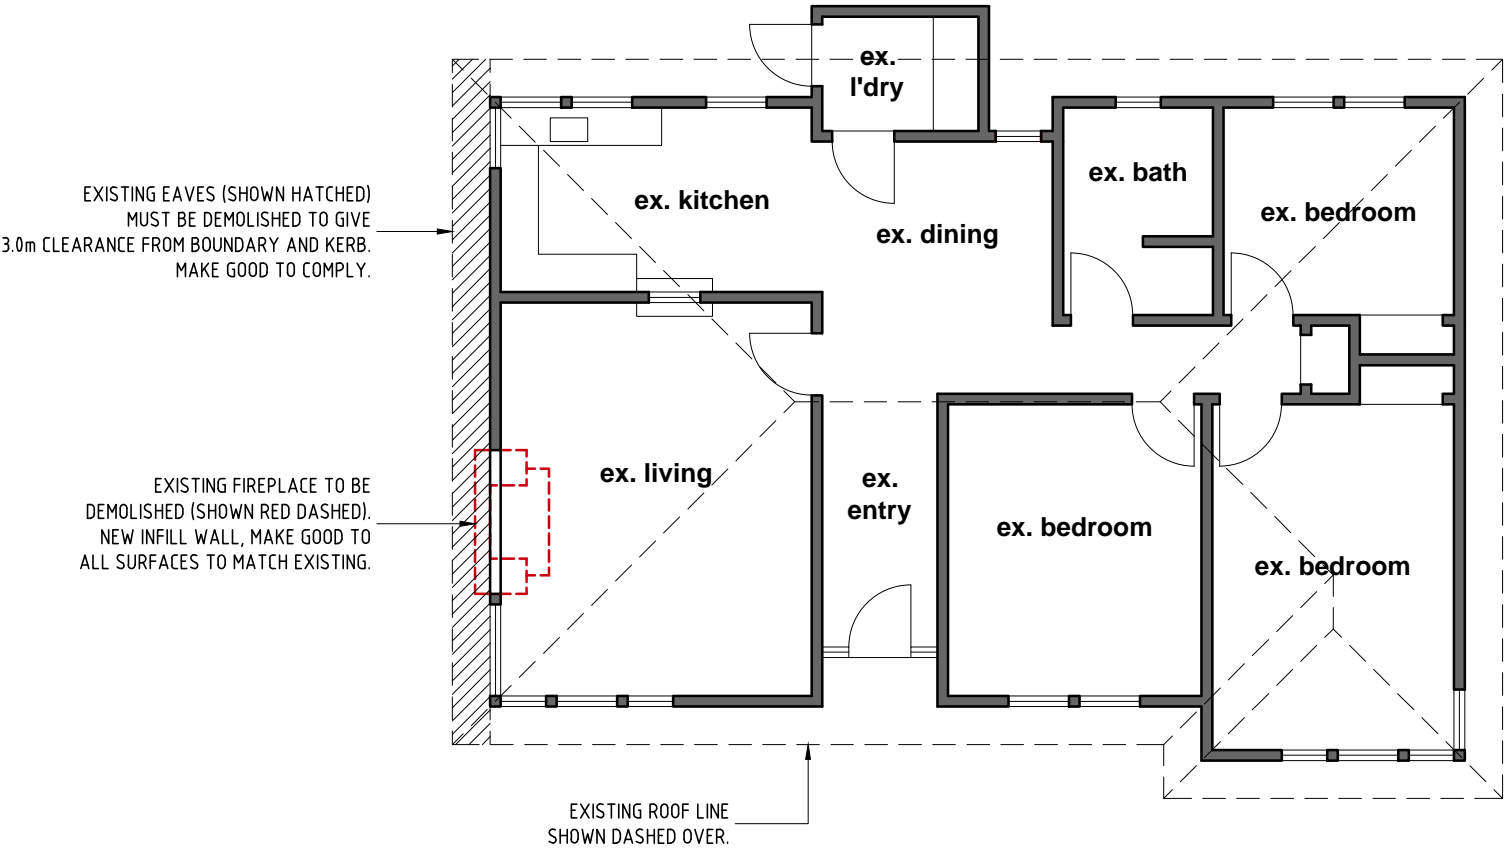 ex.
l'dry
ex. bath
EXISTING EAVES (SHOWN HATCHED)
MUST BE DEMOLISHED TO GIVE
3.0m CLEARANCE FROM BOUNDARY AND KERB.
MAKE GOOD TO COMPLY.
ex. kitchen
ex. dining
ex. bedroom
EXISTING FIREPLACE TO BE
DEMOLISHED (SHOWN RED DASHED).
NEW INFILL WALL, MAKE GOOD TO
ALL SURFACES TO MATCH EXISTING.
ex. living
ex.
entry
ex. bedroom
ex. bedroom
EXISTING ROOF LINE
SHOWN DASHED OVER.